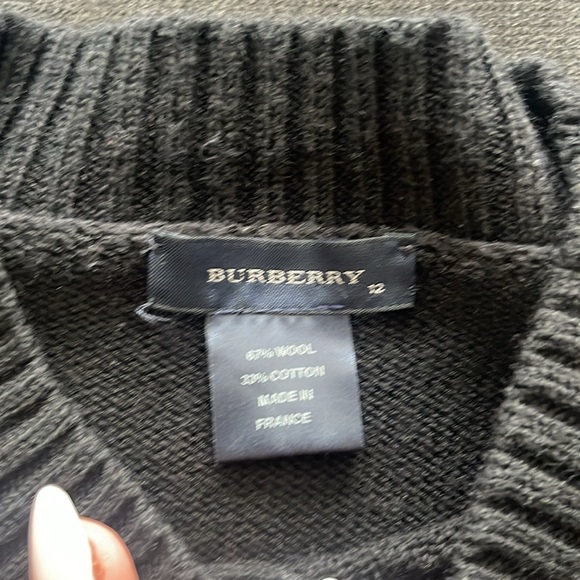 BURBERRY
12
67% WOOL
33% COTTON
MADE IN
FRANCE